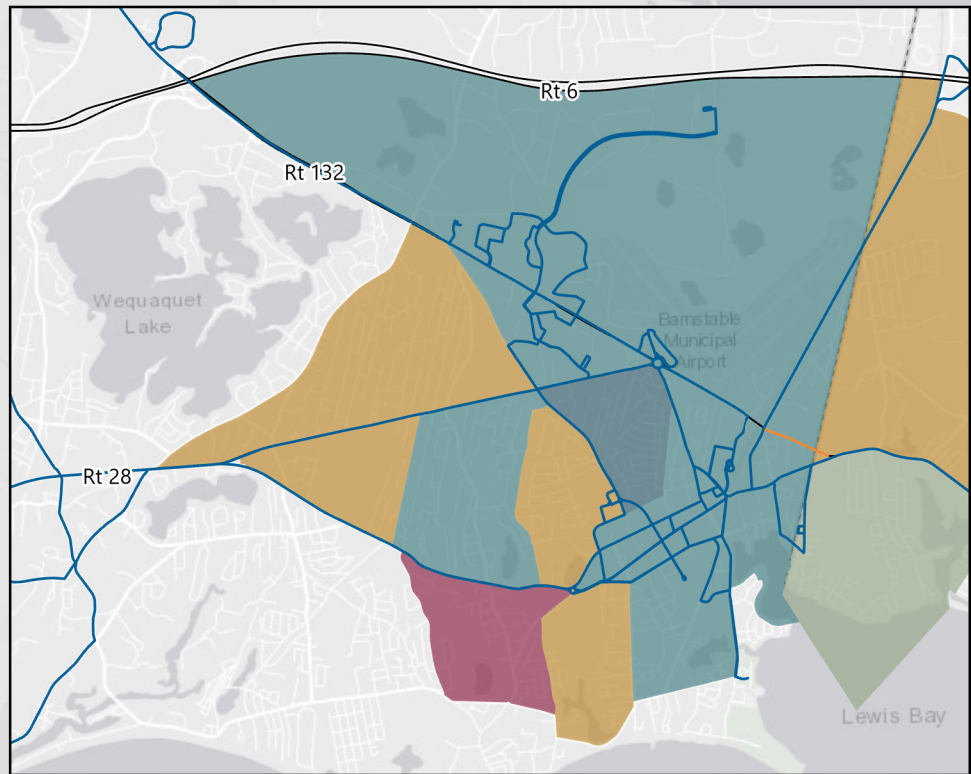 Rt 6
Rt 132
Wequaquet
Lake
Barnstable
Municipal
Airport
Rt 28
Lewis Bay